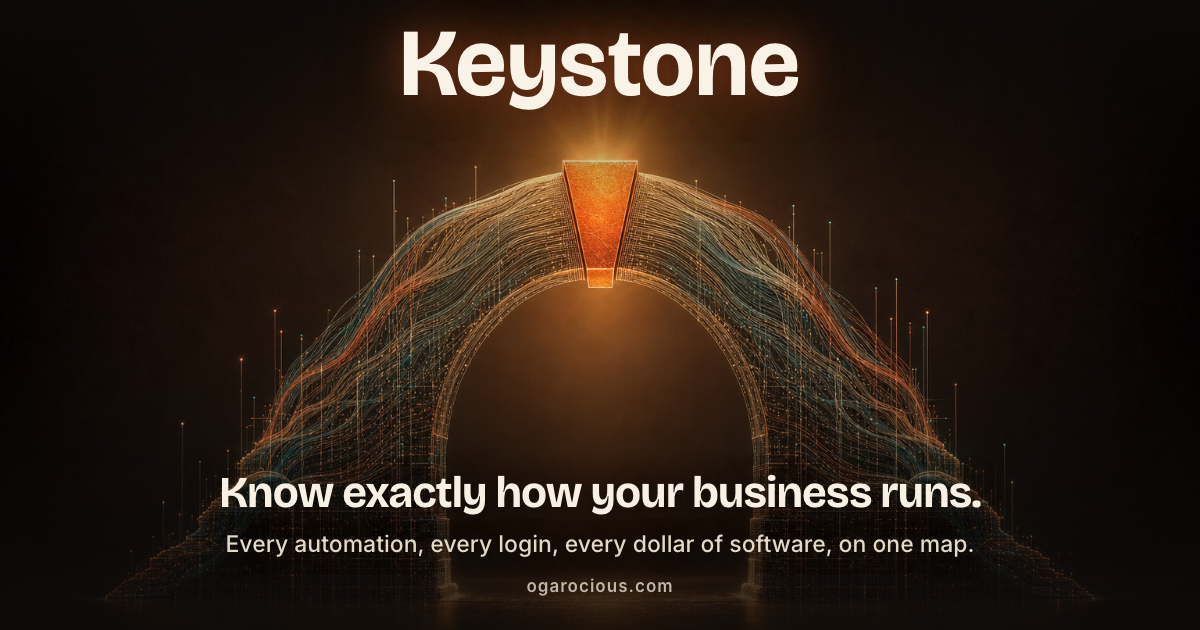 Keystone
Know exactly how your business runs.
Every automation, every login, every dollar of software, on one map.
ogarocious.com